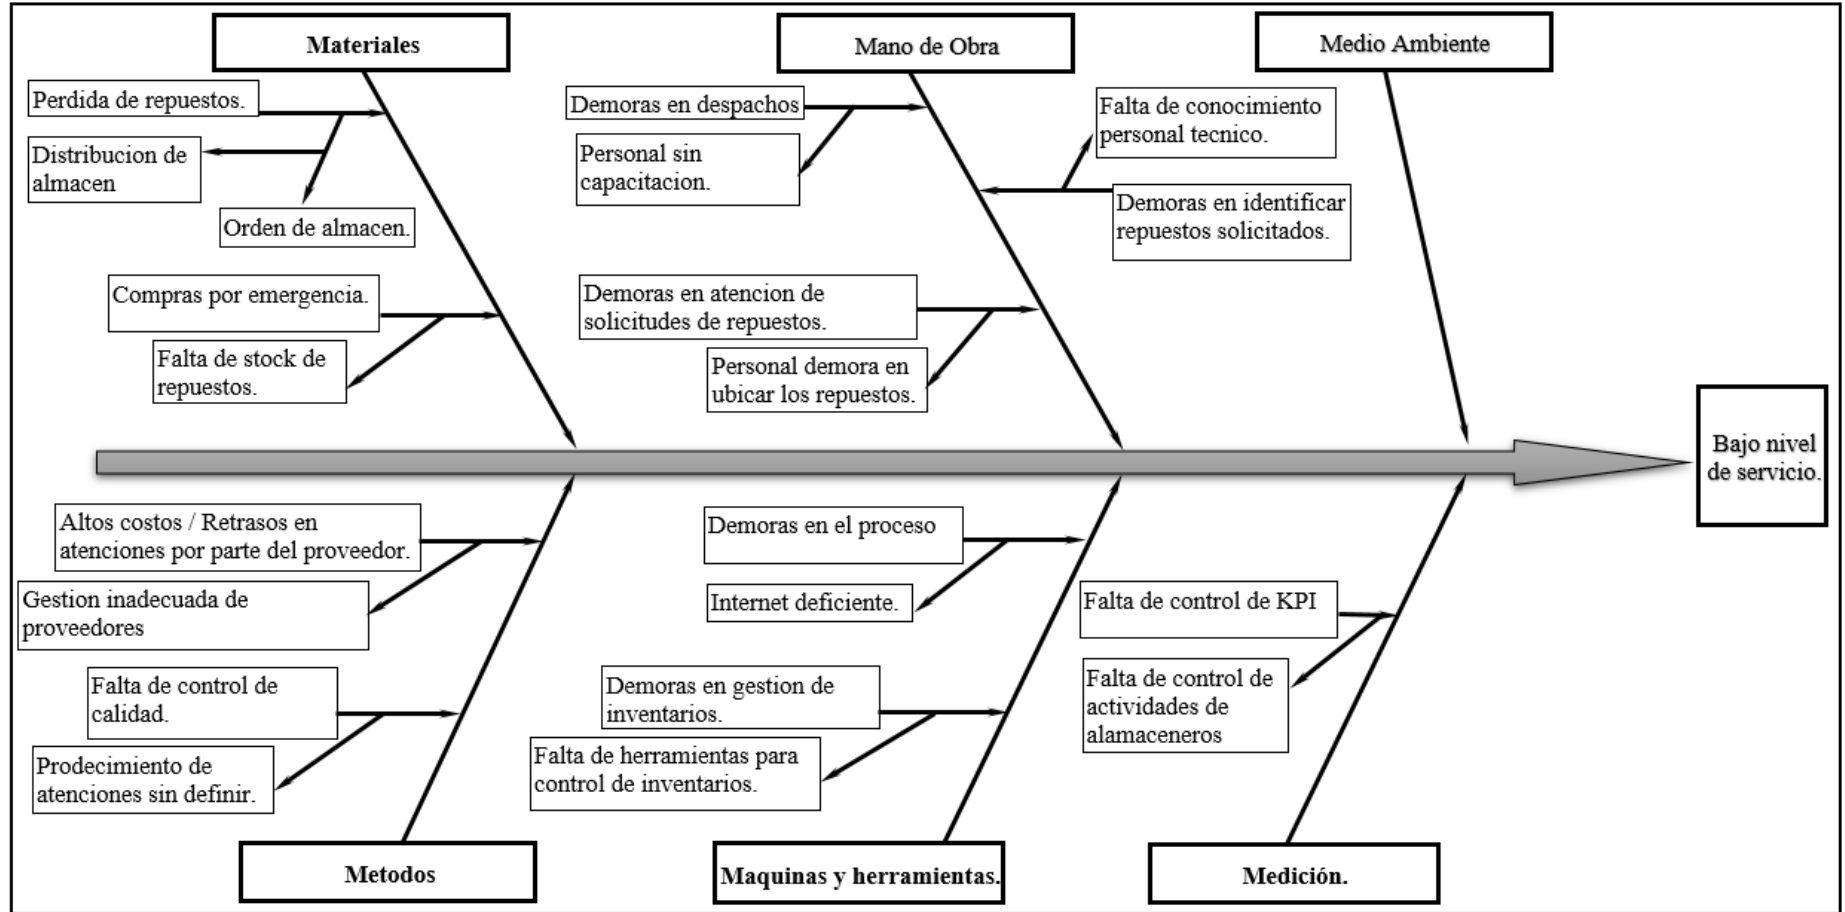 Materiales
Mano de Obra
Medio Ambiente
Perdida de repuestos.
Distribucion de
almacen
Orden de almacen.
Compras por emergencia.
Falta de stock de
repuestos.
Demoras en despachos
Personal sin
capacitacion.
Falta de conocimiento
personal tecnico.
Demoras en identificar
repuestos solicitados.
Demoras en atencion de
solicitudes de repuestos.
Personal demora en
ubicar los repuestos.
Bajo nivel
de servicio.
Altos costos / Retrasos en
atenciones por parte del proveedor.
Gestion inadecuada de
proveedores
Falta de control de
calidad.
Prodecimiento de
atenciones sin definir.
Demoras en el proceso
Internet deficiente.
Demoras en gestion de
inventarios.
Falta de herramientas para
control de inventarios.
Falta de control de KPI
Falta de control de
actividades de
alamaceneros
Metodos
Maquinas y herramientas.
Medición.